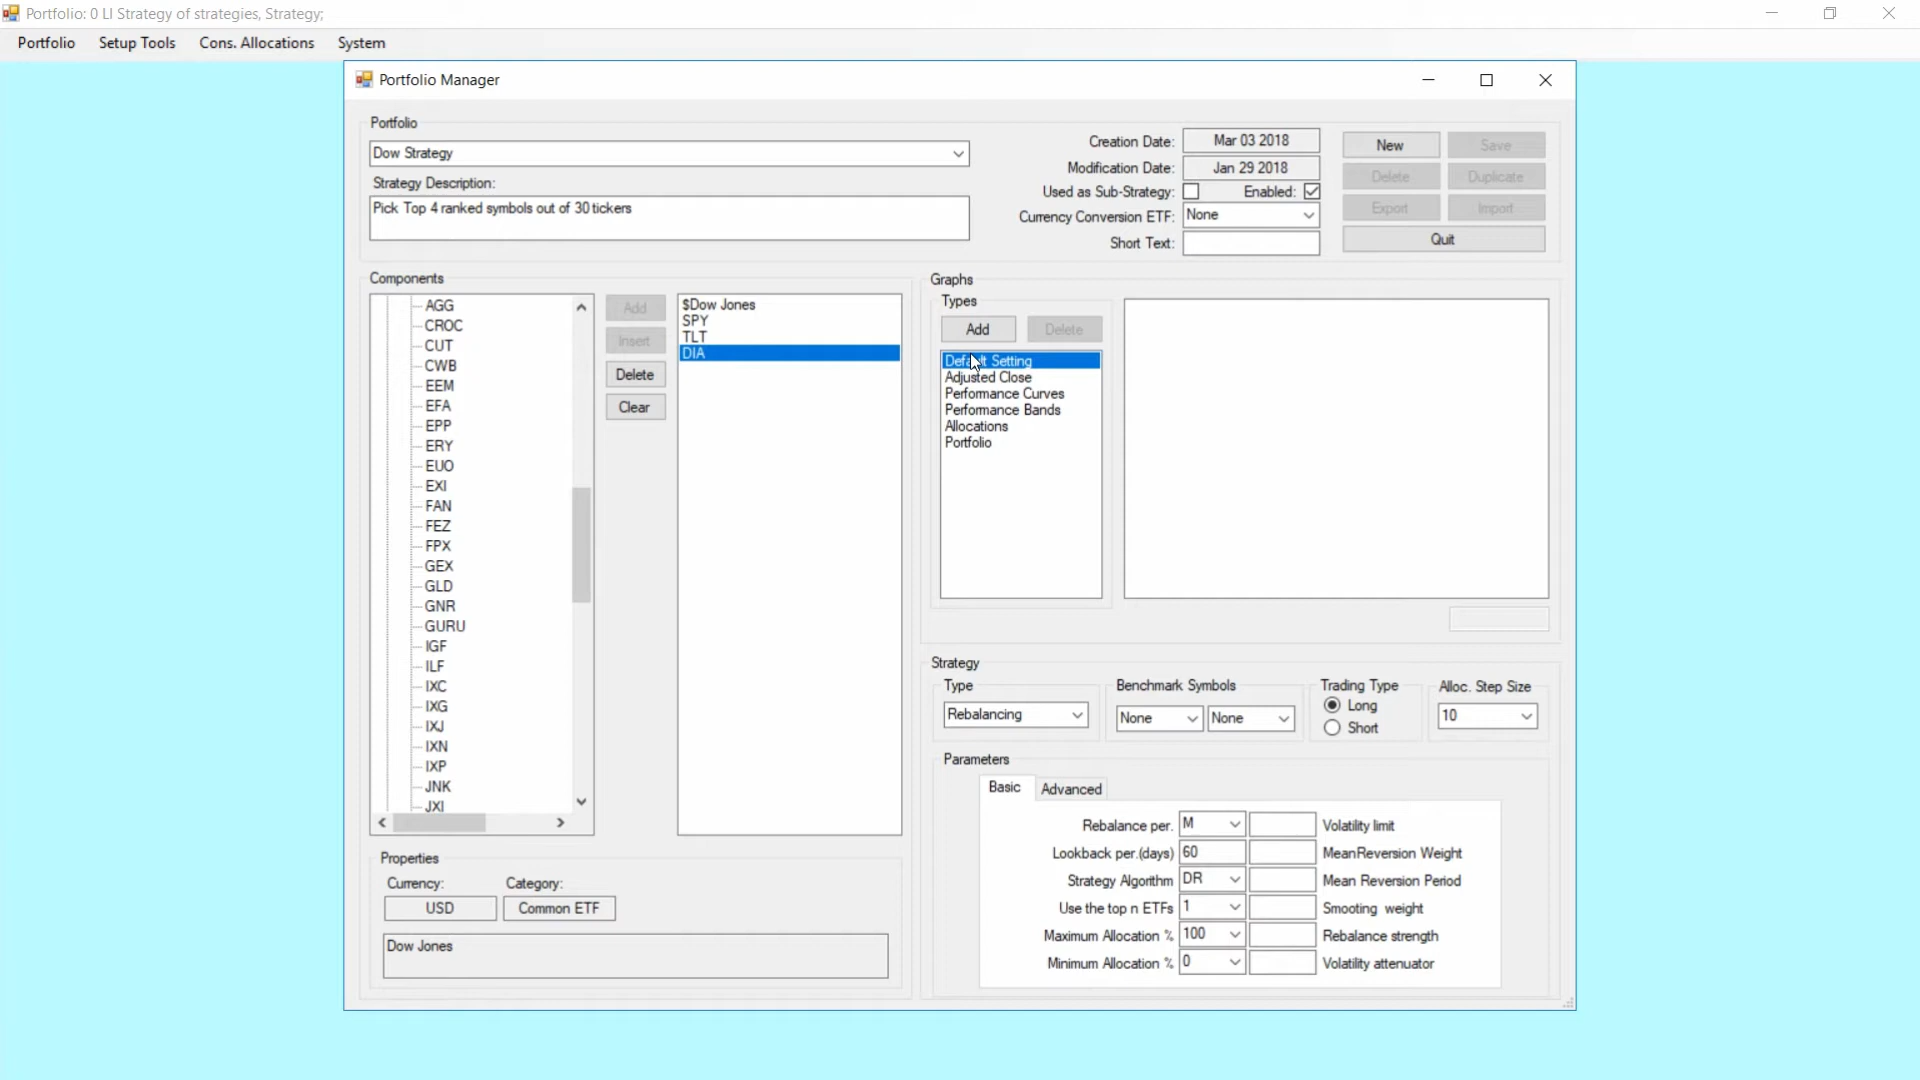 Portfolio: 0 LI Strategy of strategies, Strategy;
Portfolio Setup Tools Cons. Allocations System
Portfolio Manager
Portfolio
Dow Strategy
Strategy Description:
Pick Top 4 ranked symbols out of 30 tickers
Creation Date: Mar 03 2018
Modification Date: Jan 29 2018
Used as Sub-Strategy: Enabled:
Currency Conversion ETF: None
Short Text:
New Save
Delete Duplicate
Export Import
Quit
Components
AGG
CROC
CUT
CWB
EEM
EFA
EPP
ERY
EUO
EXI
FAN
FEZ
FPX
GEX
GLD
GNR
GURU
IGF
ILF
IXC
IXG
IXJ
IXN
IXP
JNK
JXI
Add
Insert
Delete
Clear
$Dow Jones
SPY
TLT
DIA
Properties
Currency: Category:
USD Common ETF
Dow Jones
Graphs
Types
Add Delete
Default Setting
Adjusted Close
Performance Curves
Performance Bands
Allocations
Portfolio
Strategy
Type Benchmark Symbols Trading Type Alloc. Step Size
Rebalancing None None Long 10
Short
Parameters
Basic Advanced
Rebalance per. M Volatility limit
Lookback per.(days) 60 MeanReversion Weight
Strategy Algorithm DR Mean Reversion Period
Use the top n ETFs 1 Smooting weight
Maximum Allocation % 100 Rebalance strength
Minimum Allocation % 0 Volatility attenuator